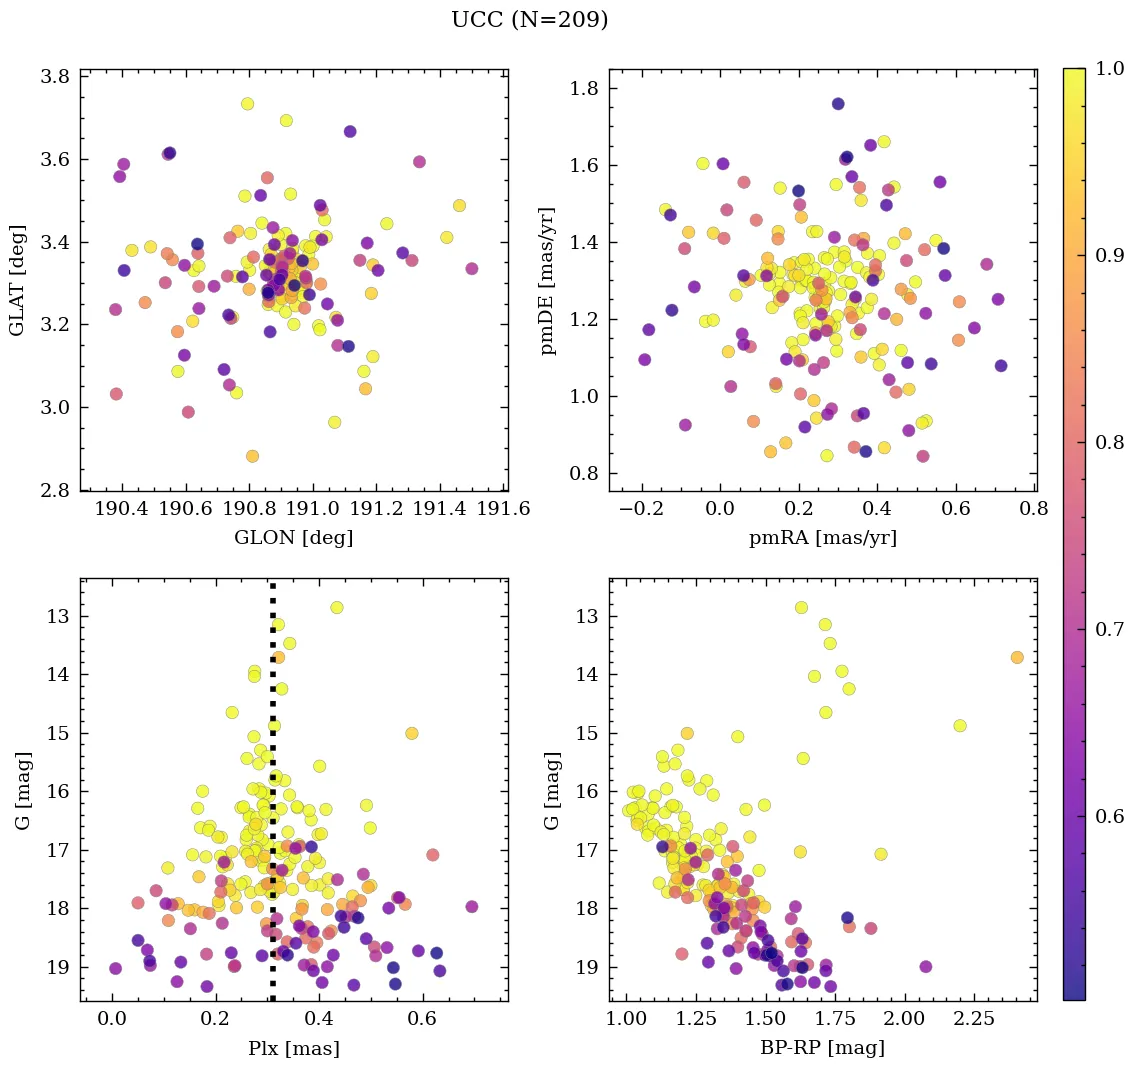 UCC (N=209)
3.8
3.6
3.4
3.2
3.0
2.8
GLAT [deg]
190.4 190.6 190.8 191.0 191.2 191.4 191.6
GLON [deg]
1.8
1.6
1.4
1.2
1.0
0.8
pmDE [mas/yr]
−0.2 0.0 0.2 0.4 0.6 0.8
pmRA [mas/yr]
1.0
0.9
0.8
0.7
0.6
13
14
15
16
17
18
19
G [mag]
0.0 0.2 0.4 0.6
Plx [mas]
13
14
15
16
17
18
19
G [mag]
1.00 1.25 1.50 1.75 2.00 2.25
BP-RP [mag]